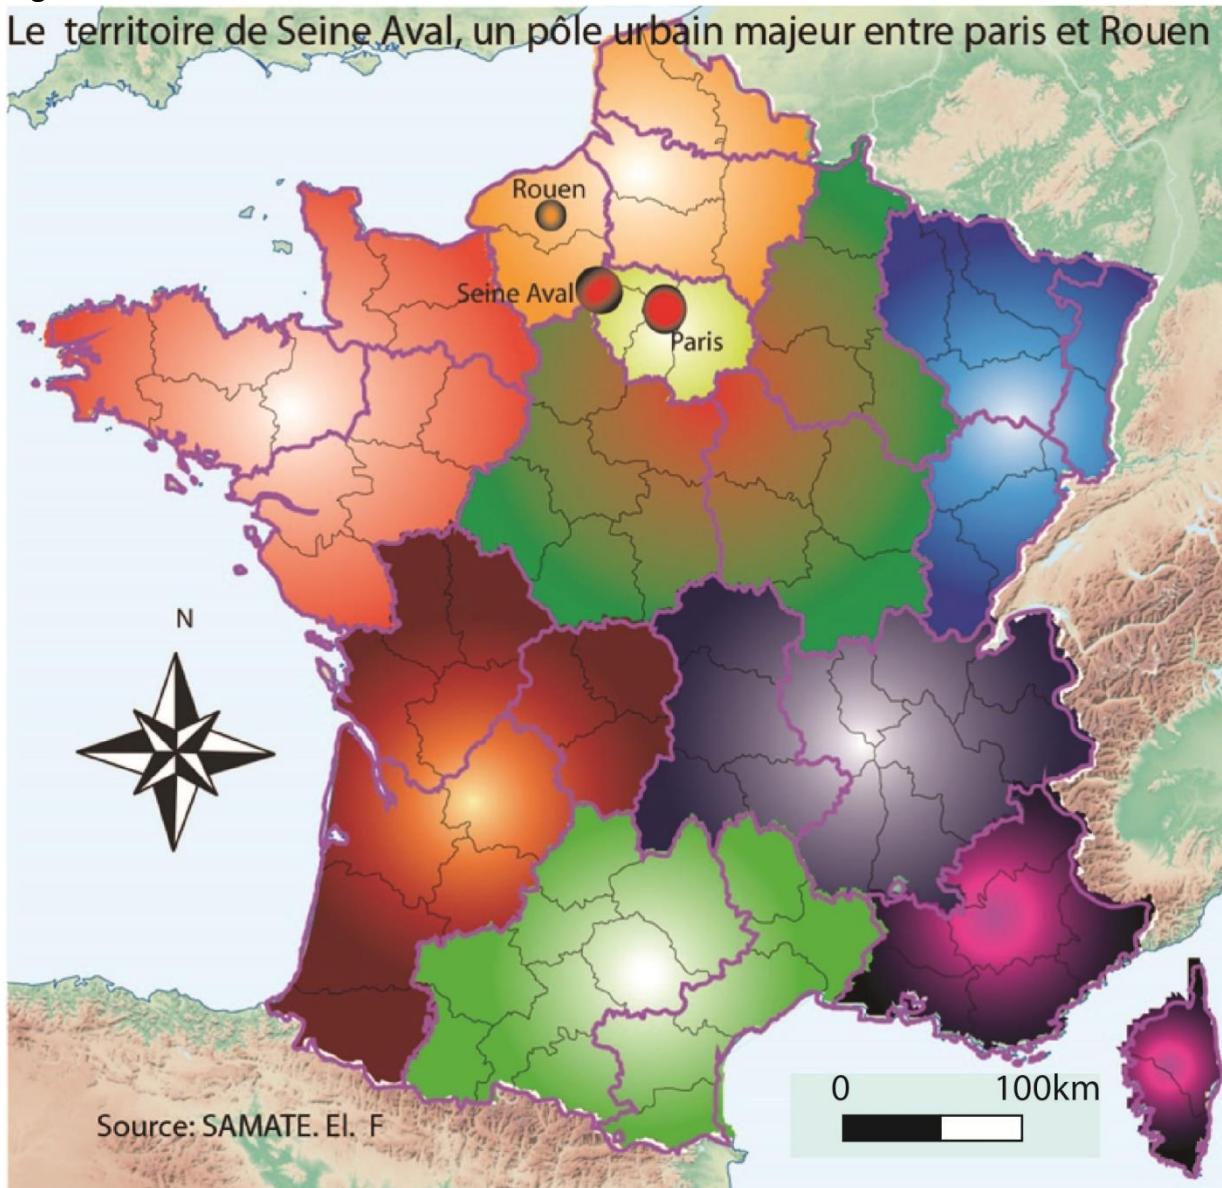 Le territoire de Seine Aval, un pôle urbain majeur entre paris et Rouen
Rouen
Seine Aval
Paris
N
0 100km
Source: SAMATE. El. F